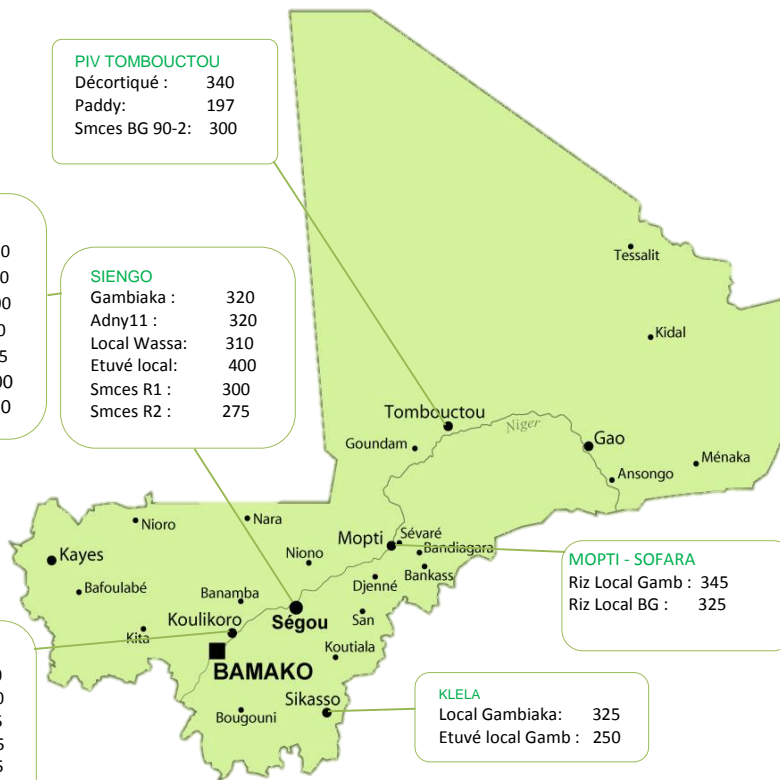 PIV TOMBOUCTOU
Décortiqué : 340
Paddy: 197
Smces BG 90-2: 300
SIENGO
Gambiaka : 320
Adny11 : 320
Local Wassa: 310
Etuvé local: 400
Smces R1 : 300
Smces R2 : 275
Tessalit
Kidal
Tombouctou
Niger
Goundam
Gao
Ansongo
Ménaka
Nioro
Nara
Mopti
Sévaré
Bandiagara
Kayes
Niono
Bankass
Bafoulabé
Banamba
Djenné
Koulikoro
Ségou
San
Kita
Koutiala
BAMAKO
Sikasso
Bougouni
MOPTI - SOFARA
Riz Local Gamb : 345
Riz Local BG : 325
KLELA
Local Gambiaka: 325
Etuvé local Gamb : 250